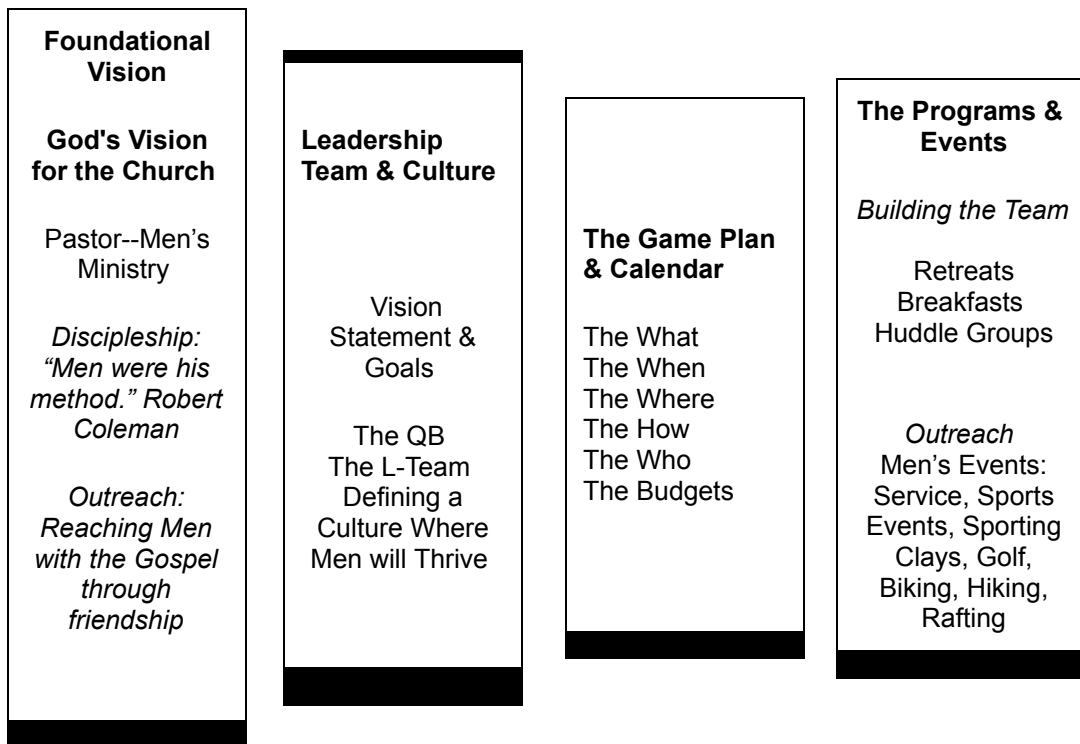 Foundational
Vision
God's Vision
for the Church
Pastor--Men’s
Ministry
Discipleship:
“Men were his
method.” Robert
Coleman
Outreach:
Reaching Men
with the Gospel
through
friendship
Leadership
Team & Culture
Vision
Statement &
Goals
The QB
The L-Team
Defining a
Culture Where
Men will Thrive
The Game Plan
& Calendar
The What
The When
The Where
The How
The Who
The Budgets
The Programs &
Events
Building the Team
Retreats
Breakfasts
Huddle Groups
Outreach
Men’s Events:
Service, Sports
Events, Sporting
Clays, Golf,
Biking, Hiking,
Rafting